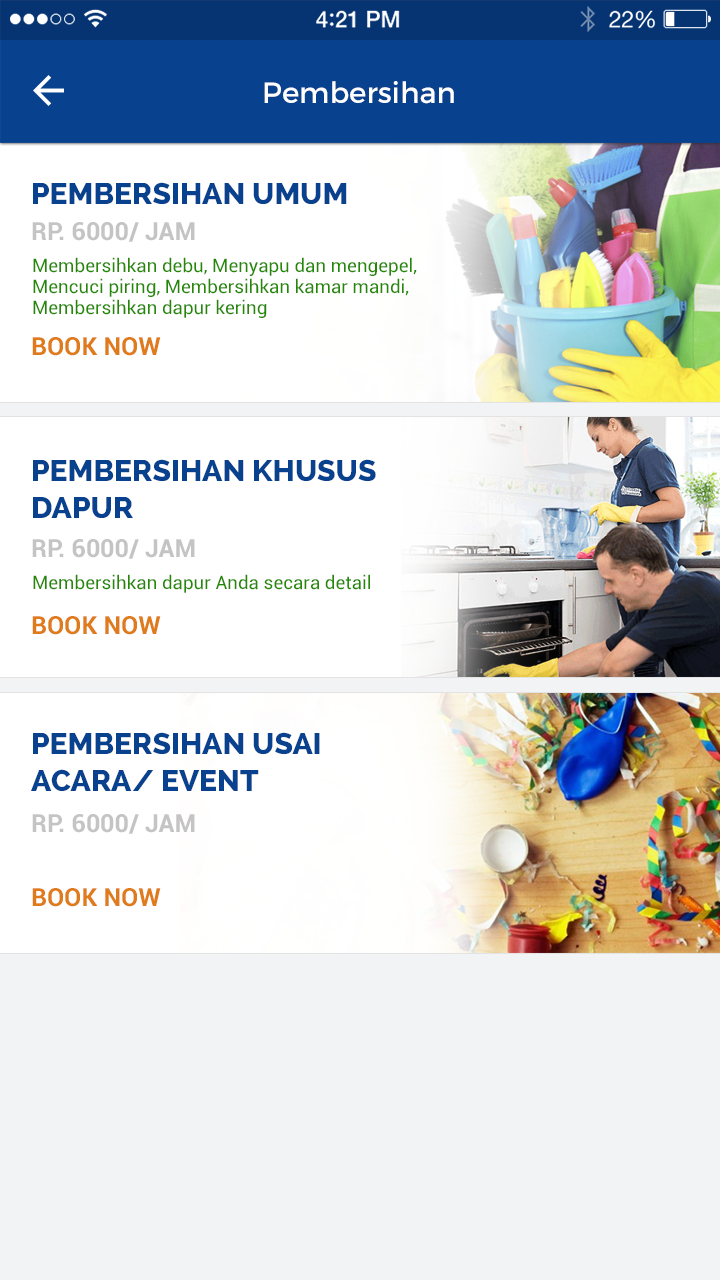 4:21 PM
22%
Pembersihan
PEMBERSIHAN UMUM
RP. 6000/ JAM
Membersihkan debu, Menyapu dan mengepel,
Mencuci piring, Membersihkan kamar mandi,
Membersihkan dapur kering
BOOK NOW
PEMBERSIHAN KHUSUS
DAPUR
RP. 6000/ JAM
Membersihkan dapur Anda secara detail
BOOK NOW
PEMBERSIHAN USAI
ACARA/ EVENT
RP. 6000/ JAM
BOOK NOW